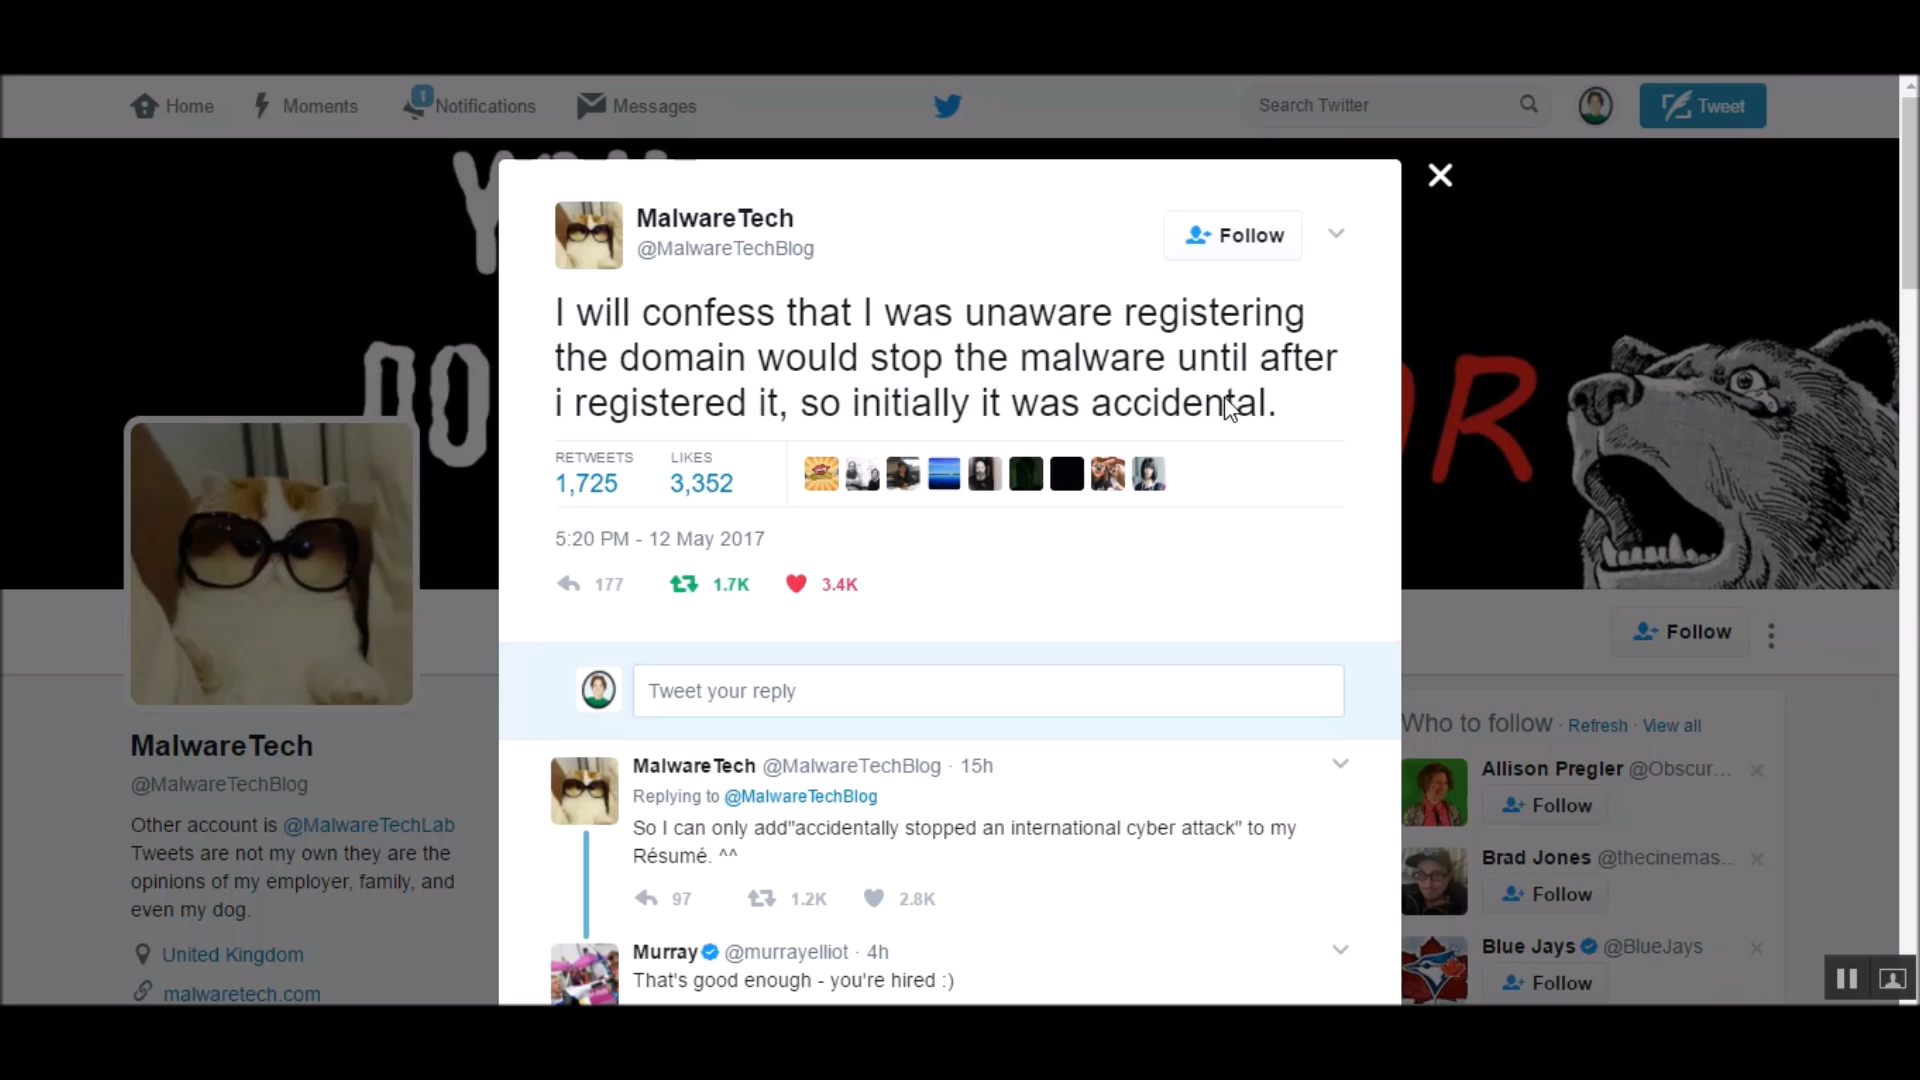 Home
Moments
1
Notifications
Messages
Search Twitter
Tweet
MalwareTech
@MalwareTechBlog
Follow
I will confess that I was unaware registering
the domain would stop the malware until after
i registered it, so initially it was accidental.
RETWEETS
LIKES
1,725
3,352
5:20 PM - 12 May 2017
177
1.7K
3.4K
Tweet your reply
MalwareTech @MalwareTechBlog · 15h
Replying to @MalwareTechBlog
So I can only add"accidentally stopped an international cyber attack" to my
Résumé. ^^
97
1.2K
2.8K
Murray @murrayelliot · 4h
That's good enough - you're hired :)
MalwareTech
@MalwareTechBlog
Other account is @MalwareTechLab
Tweets are not my own they are the
opinions of my employer, family, and
even my dog.
United Kingdom
malwaretech.com
Follow
Who to follow · Refresh · View all
Allison Pregler @Obscur...
Follow
Brad Jones @thecinemas...
Follow
Blue Jays @BlueJays
Follow